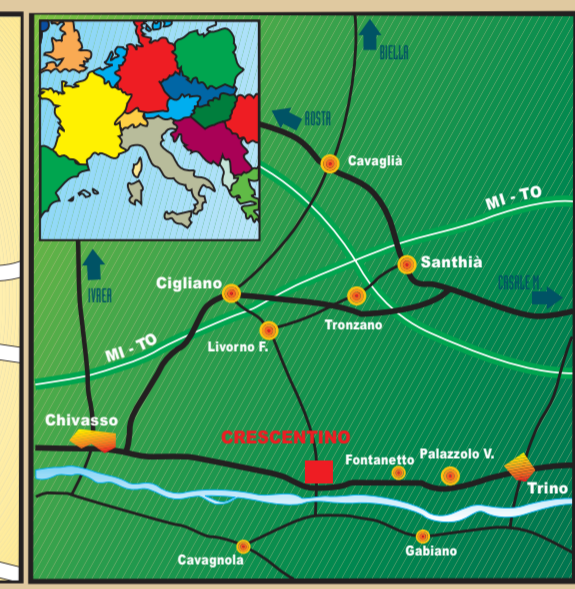 BIELLA
AOSTA
Cavaglià
MI - TO
Santhià
Cigliano
IVREA
CASALE M.
Tronzano
Livorno F.
MI - TO
Chivasso
CRESCENTINO
Fontanetto
Palazzolo V.
Trino
Gabiano
Cavagnola